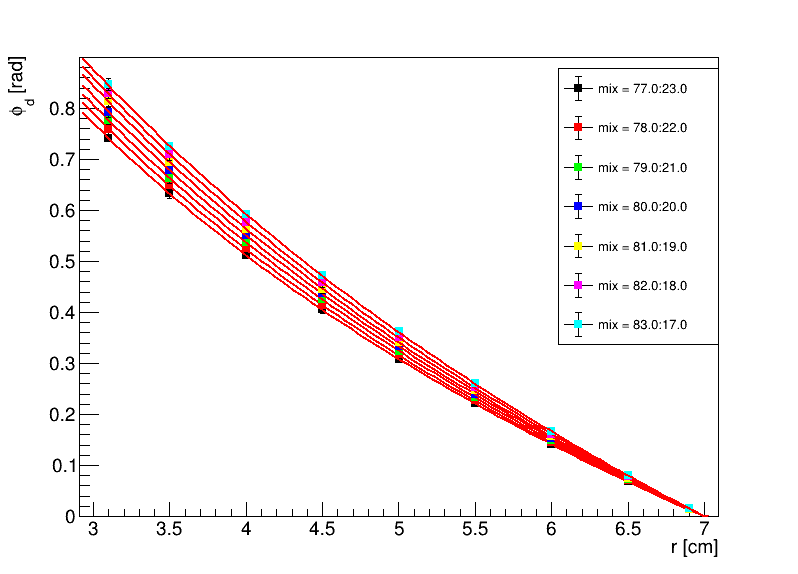 ϕd [rad]
0.8
0.7
0.6
0.5
0.4
0.3
0.2
0.1
0
3 3.5 4 4.5 5 5.5 6 6.5 7
r [cm]
mix = 77.0:23.0
mix = 78.0:22.0
mix = 79.0:21.0
mix = 80.0:20.0
mix = 81.0:19.0
mix = 82.0:18.0
mix = 83.0:17.0